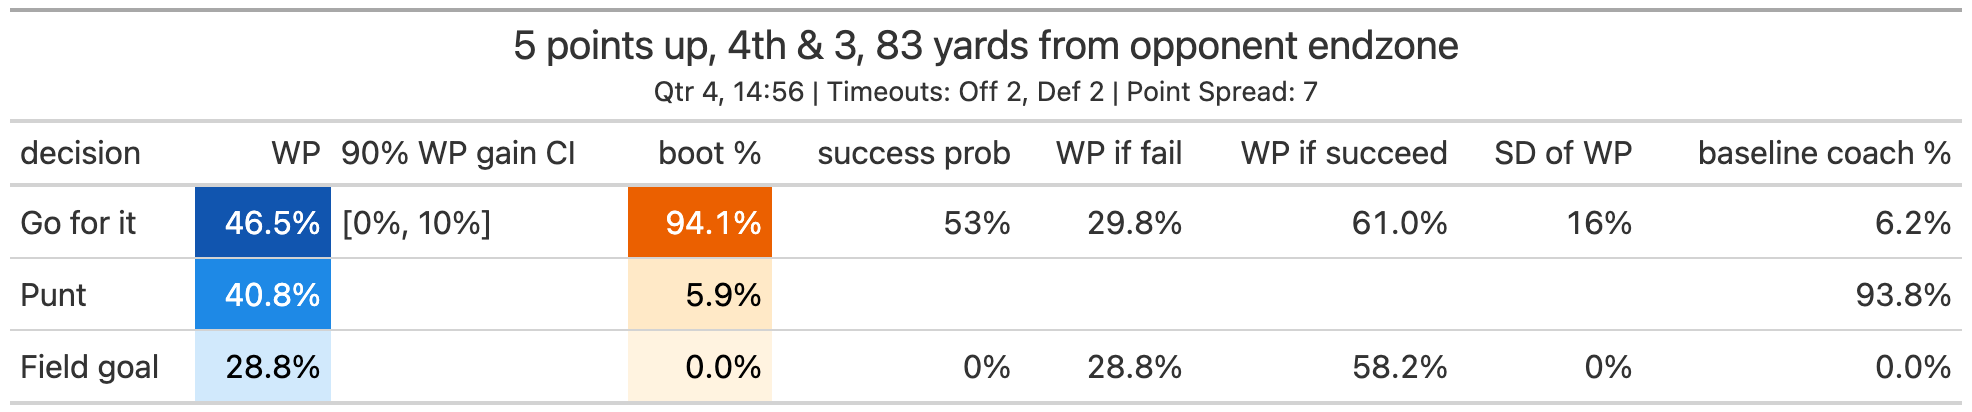 5 points up, 4th & 3, 83 yards from opponent endzone
Qtr 4, 14:56 | Timeouts: Off 2, Def 2 | Point Spread: 7
decision WP 90% WP gain CI boot % success prob WP if fail WP if succeed SD of WP baseline coach %
Go for it 46.5% [0%, 10%] 94.1% 53% 29.8% 61.0% 16% 6.2%
Punt 40.8% 5.9% 93.8%
Field goal 28.8% 0.0% 0% 28.8% 58.2% 0% 0.0%